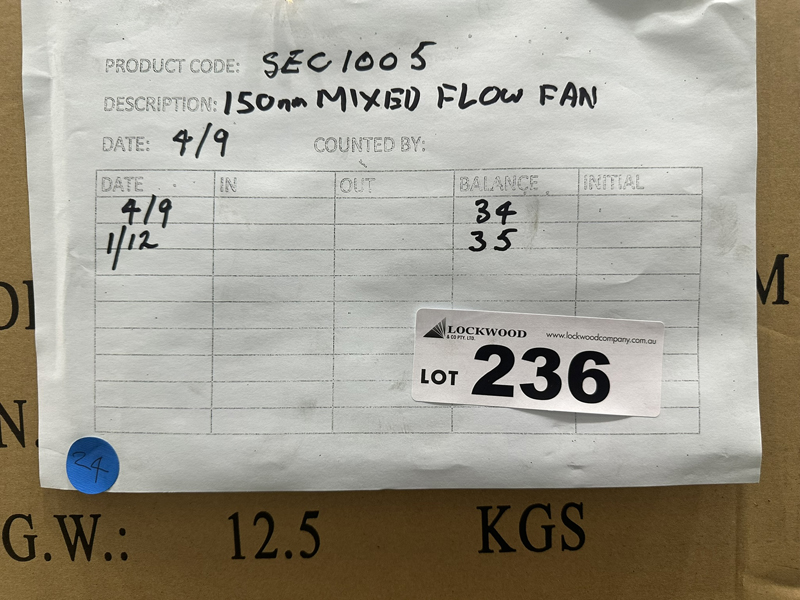 PRODUCT CODE: SEC1005
DESCRIPTION: 150mm MIXED FLOW FAN
DATE: 4/9 COUNTED BY:
DATE IN OUT BALANCE INITIAL
4/9 34
1/12 35
M
LOCKWOOD www.lockwoodcompany.com.au
& CO PTY. LTD.
LOT 236
N.
24
G.W.: 12.5 KGS